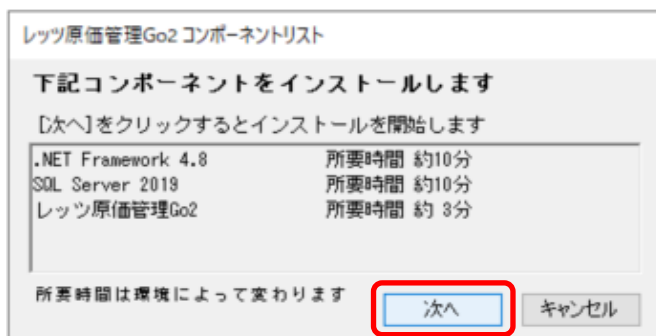 レッツ原価管理Go2 コンポーネントリスト
下記コンポーネントをインストールします
[次へ]をクリックするとインストールを開始します
.NET Framework 4.8 所要時間 約10分
SQL Server 2019 所要時間 約10分
レッツ原価管理Go2 所要時間 約 3分
所要時間は環境によって変わります 次へ キャンセル